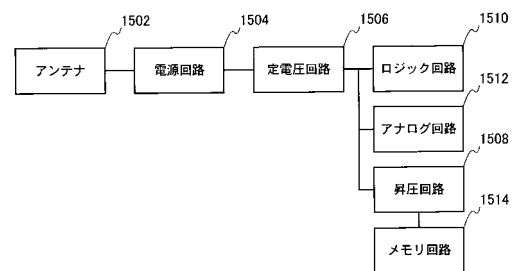 1502
1504
1506
1510
アンテナ
電源回路
定電圧回路
ロジック回路
1512
アナログ回路
1508
昇圧回路
1514
メモリ回路